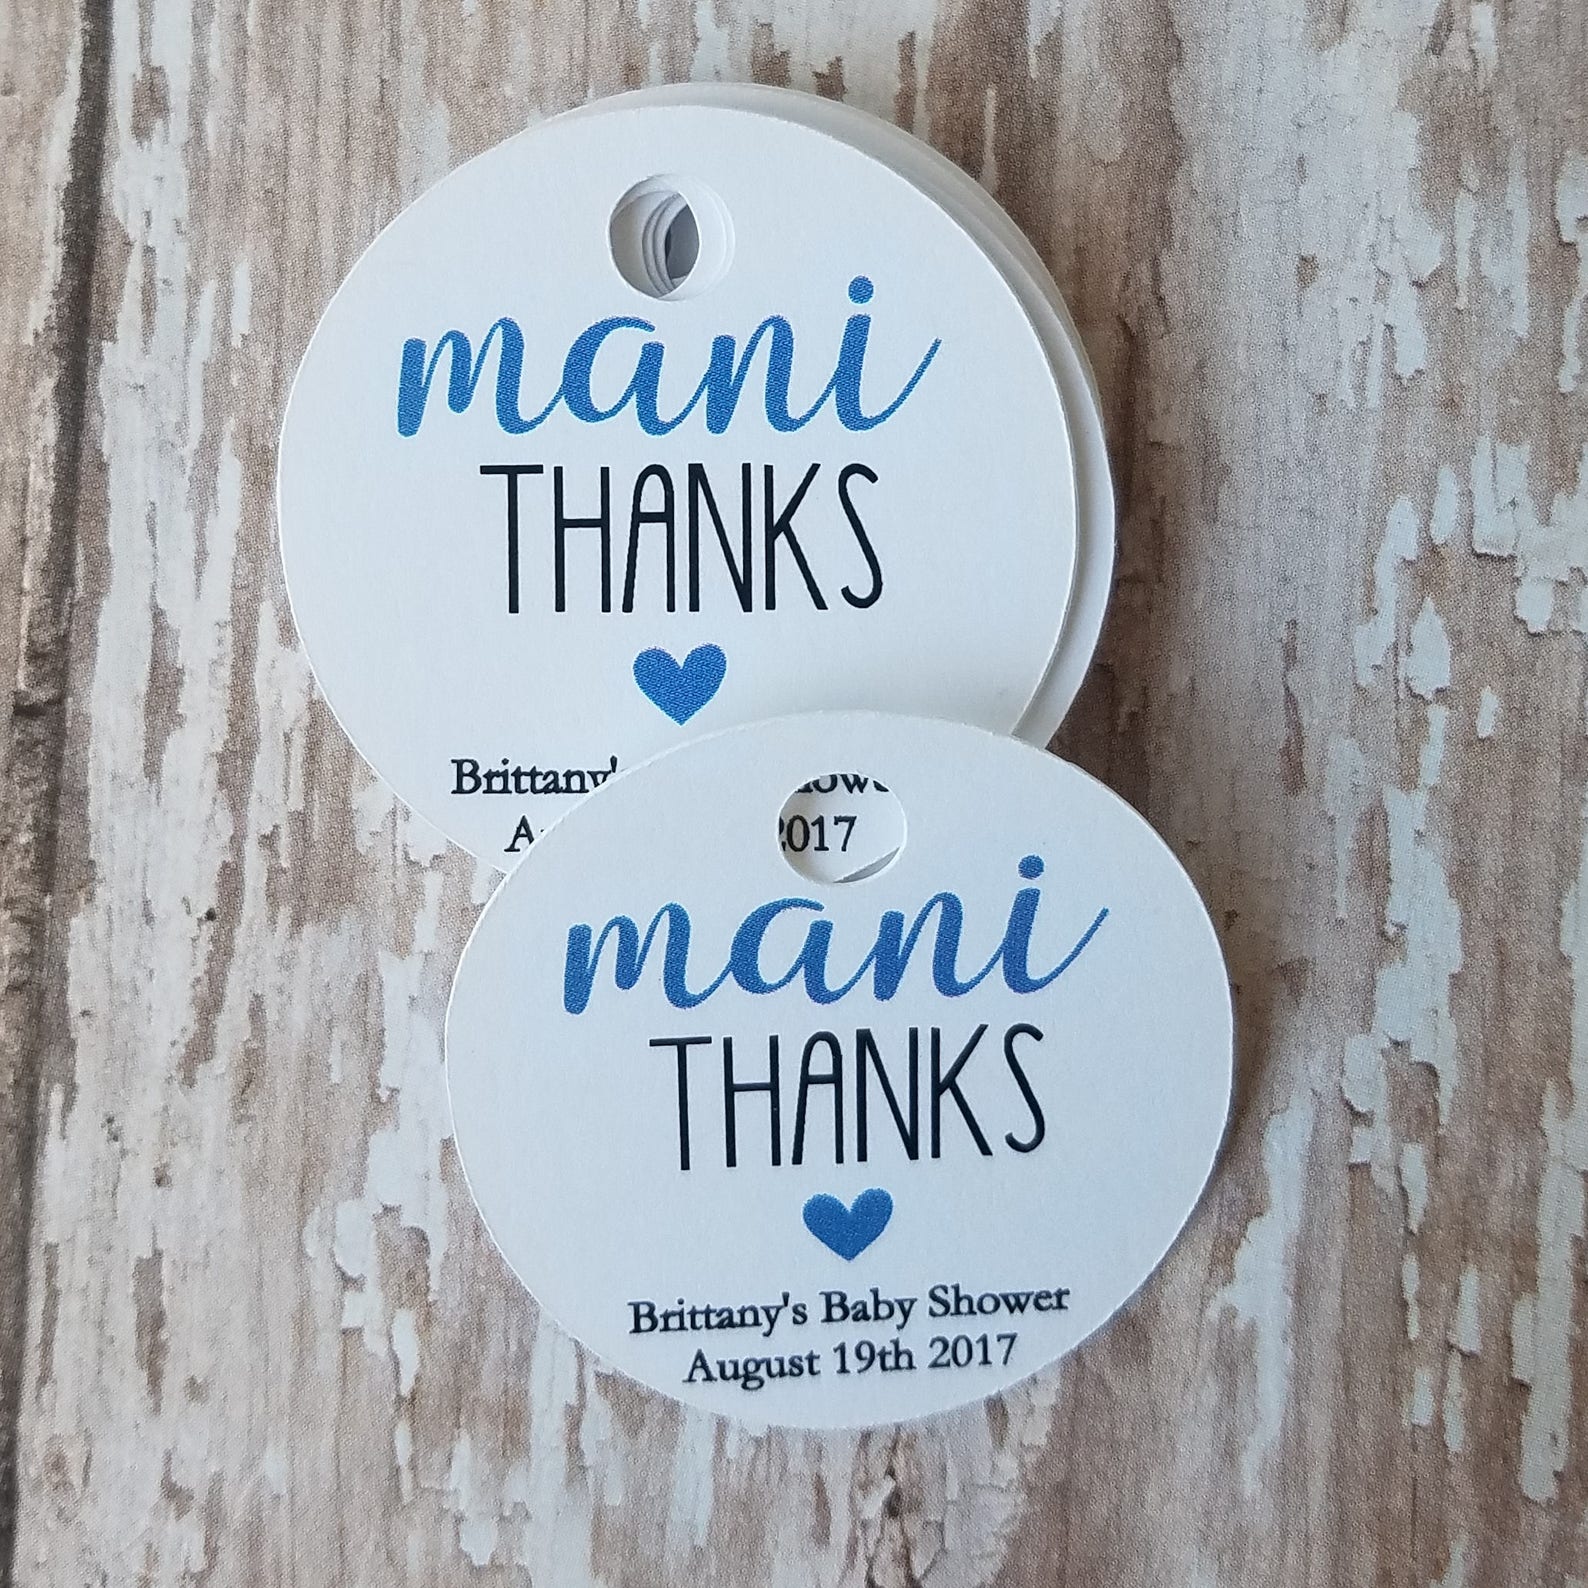 mani
THANKS
Brittany's
2017
mani
THANKS
Brittany's Baby Shower
August 19th 2017